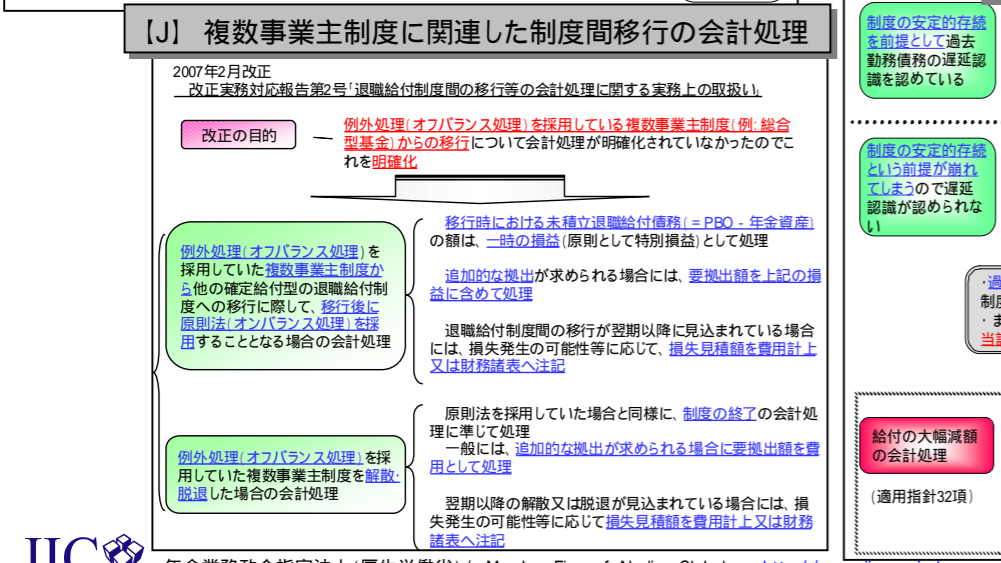 【J】 複数事業主制度に関連した制度間移行の会計処理
2007年2月改正
改正実務対応報告第2号「退職給付制度間の移行等の会計処理に関する実務上の取扱い」
改正の目的
例外処理(オフバランス処理)を採用している複数事業主制度(例:総合
型基金)からの移行について会計処理が明確化されていなかったのでこ
れを明確化
例外処理(オフバランス処理)を
採用していた複数事業主制度か
ら他の確定給付型の退職給付制
度への移行に際して、移行後に
原則法(オンバランス処理)を採
用することとなる場合の会計処理
移行時における未積立退職給付債務(=PBO-年金資産)
の額は、一時の損益(原則として特別損益)として処理
追加的な拠出が求められる場合には、要拠出額を上記の損
益に含めて処理
退職給付制度間の移行が翌期以降に見込まれている場合
には、損失発生の可能性等に応じて、損失見積額を費用計上
又は財務諸表へ注記
例外処理(オフバランス処理)を採
用していた複数事業主制度を解散・
脱退した場合の会計処理
原則法を採用していた場合と同様に、制度の終了の会計処
理に準じて処理
一般には、追加的な拠出が求められる場合に要拠出額を費
用として処理
翌期以降の解散又は脱退が見込まれている場合には、損
失発生の可能性等に応じて損失見積額を費用計上又は財務
諸表へ注記
制度の安定的存続
を前提として過去
勤務債務の遅延認
識を認めている
制度の安定的存続
という前提が崩れ
てしまうので遅延
認識が認められな
い
・過
制度
・ま
当該
給付の大幅減額
の会計処理
(適用指針32項)
IIC